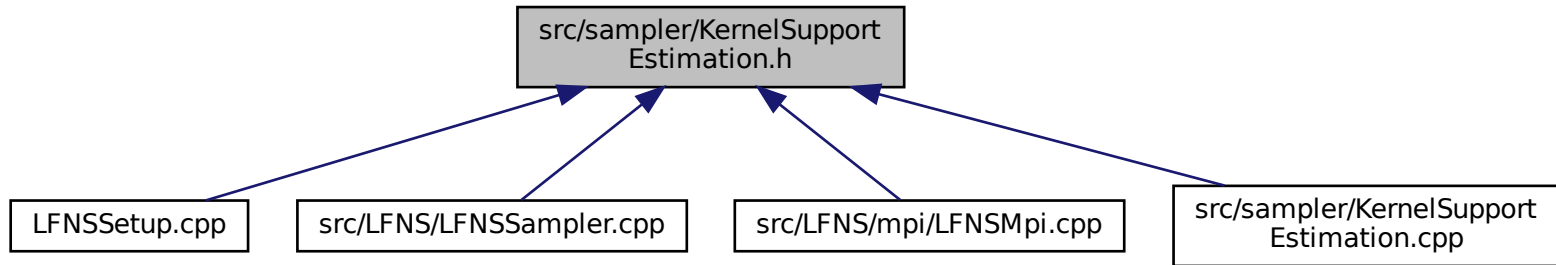 src/sampler/KernelSupport
Estimation.h
LFNSSetup.cpp
src/LFNS/LFNSSampler.cpp
src/LFNS/mpi/LFNSMpi.cpp
src/sampler/KernelSupport
Estimation.cpp